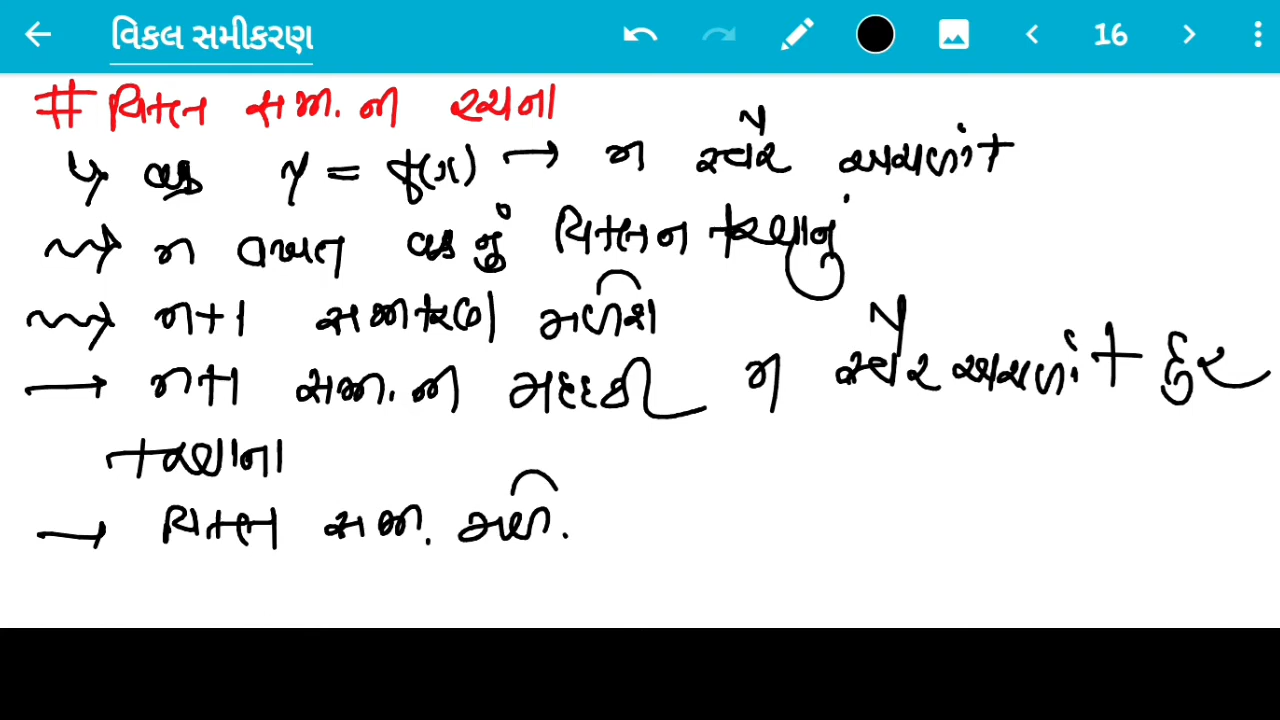 વિકલ સમીકરણ 16
# વિકલ સમી. ની રચના
વક્ર y = f(x) → n સ્વૈર અચળાંક
n વખત વક્રનું વિકલન કરવાનું
n+1 સમીકરણો મળશે
→ n+1 સમી. ની મદદથી n સ્વૈર અચળાંક દુર
કરવાના
→ વિકલ સમી. મળે.